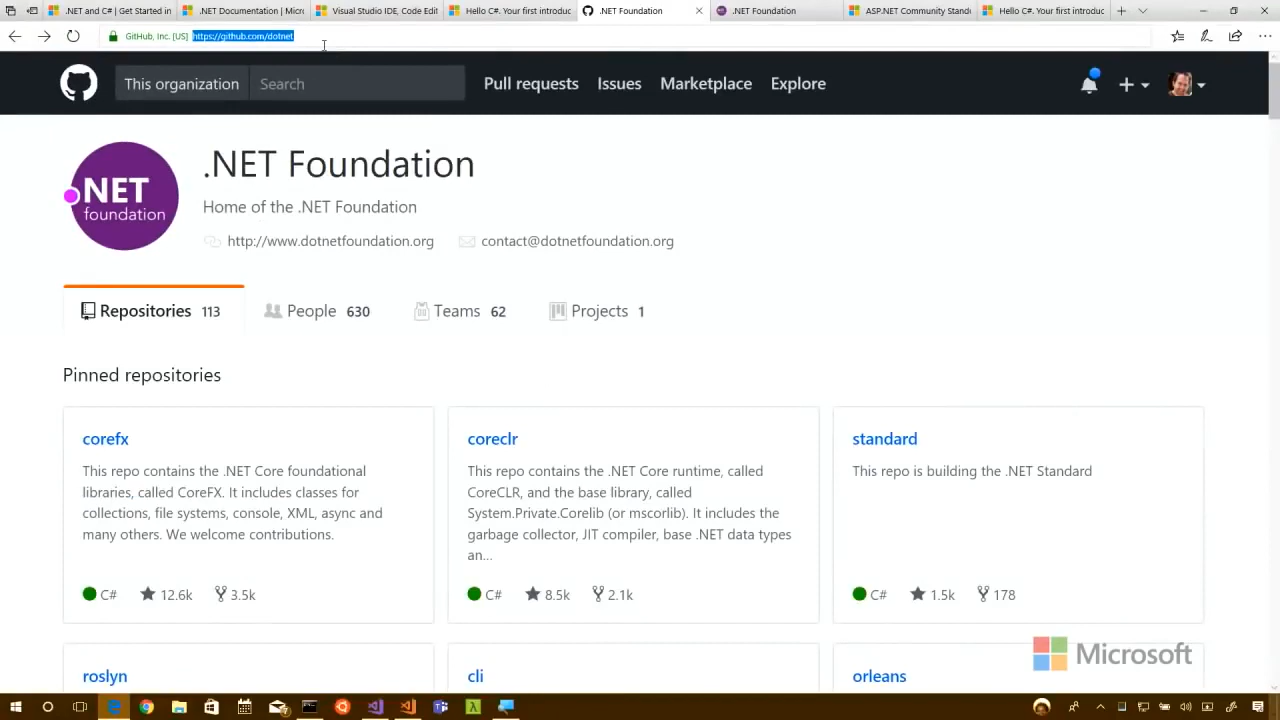 .NET and C# | Get Started in
.NET Documentation | Micr
Visual Studio IDE, Code Edit
Hello C#. Your first introduc
.NET Foundation
.NET Foundation
ASP.NET Community Stand
Hello C#. Your first introduc
GitHub, Inc. [US] https://github.com/dotnet
This organization Search Pull requests Issues Marketplace Explore
.NET Foundation
Home of the .NET Foundation
http://www.dotnetfoundation.org contact@dotnetfoundation.org
.NET
foundation
Repositories 113 People 630 Teams 62 Projects 1
Pinned repositories
corefx
This repo contains the .NET Core foundational
libraries, called CoreFX. It includes classes for
collections, file systems, console, XML, async and
many others. We welcome contributions.
C# 12.6k 3.5k
coreclr
This repo contains the .NET Core runtime, called
CoreCLR, and the base library, called
System.Private.Corelib (or mscorlib). It includes the
garbage collector, JIT compiler, base .NET data types
an...
C# 8.5k 2.1k
standard
This repo is building the .NET Standard
C# 1.5k 178
roslyn
cli
orleans
Microsoft